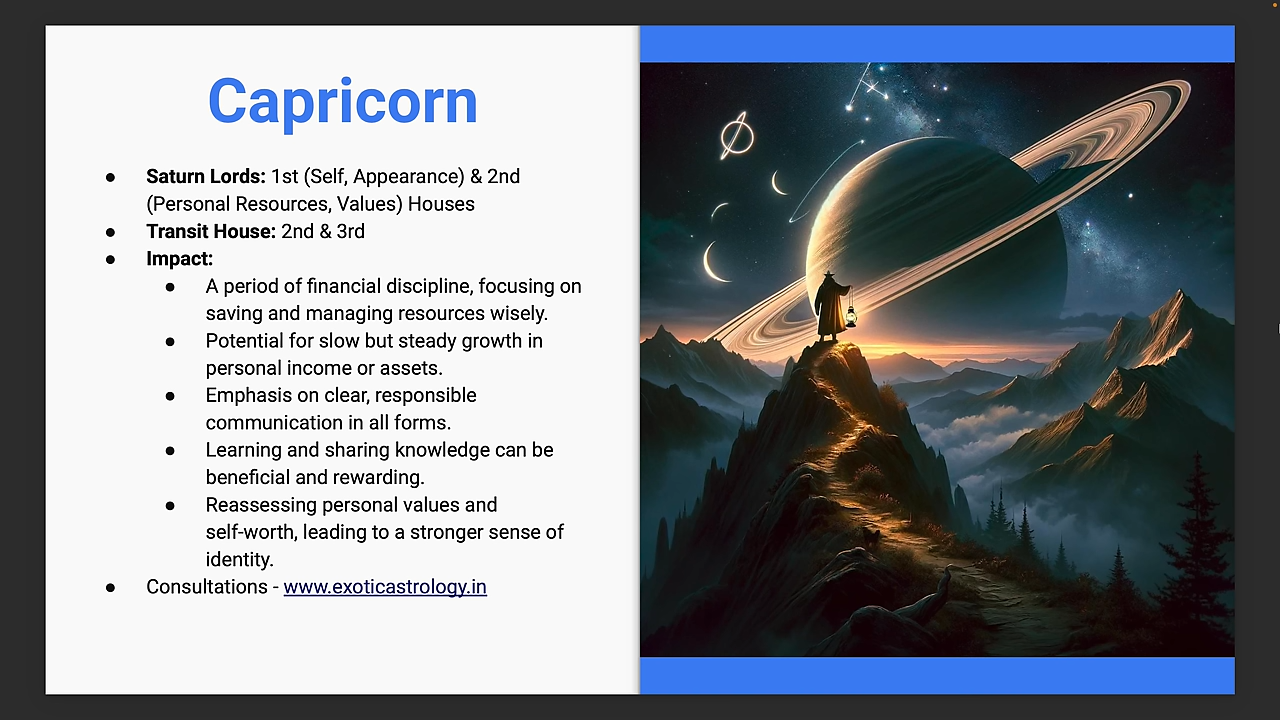 Capricorn
● Saturn Lords: 1st (Self, Appearance) & 2nd
(Personal Resources, Values) Houses
● Transit House: 2nd & 3rd
● Impact:
● A period of financial discipline, focusing on
saving and managing resources wisely.
● Potential for slow but steady growth in
personal income or assets.
● Emphasis on clear, responsible
communication in all forms.
● Learning and sharing knowledge can be
beneficial and rewarding.
● Reassessing personal values and
self-worth, leading to a stronger sense of
identity.
● Consultations - www.exoticastrology.in